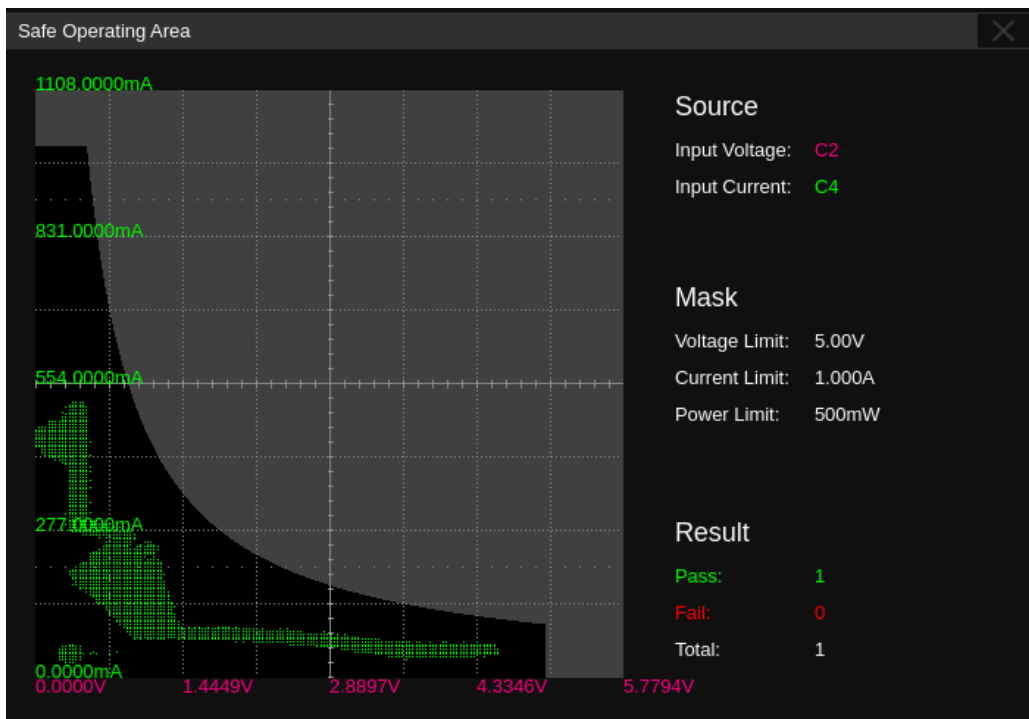 Safe Operating Area
1108.0000mA
831.0000mA
554.0000mA
277.0000mA
0.0000mA
0.0000V 1.4449V 2.8897V 4.3346V 5.7794V
Source
Input Voltage: C2
Input Current: C4
Mask
Voltage Limit: 5.00V
Current Limit: 1.000A
Power Limit: 500mW
Result
Pass: 1
Fail: 0
Total: 1